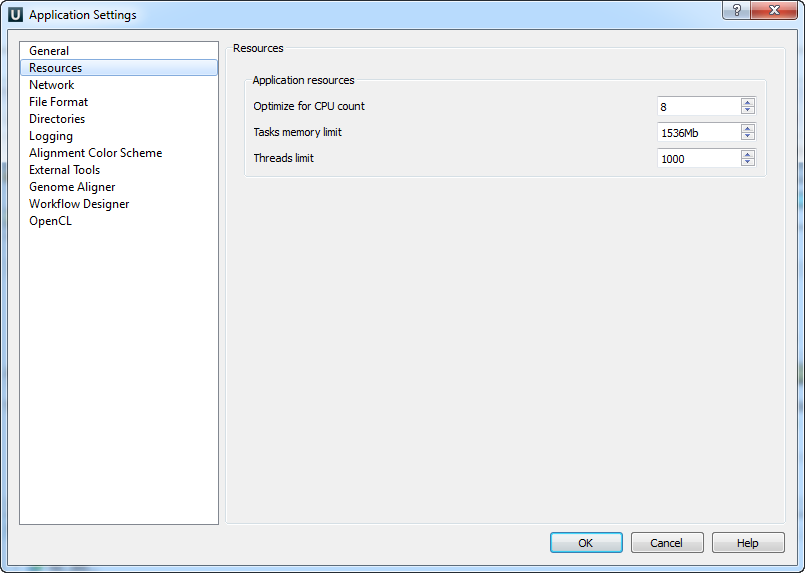 U Application Settings
?
General
Resources
Network
File Format
Directories
Logging
Alignment Color Scheme
External Tools
Genome Aligner
Workflow Designer
OpenCL
Resources
Application resources
Optimize for CPU count 8
Tasks memory limit 1536Mb
Threads limit 1000
OK Cancel Help